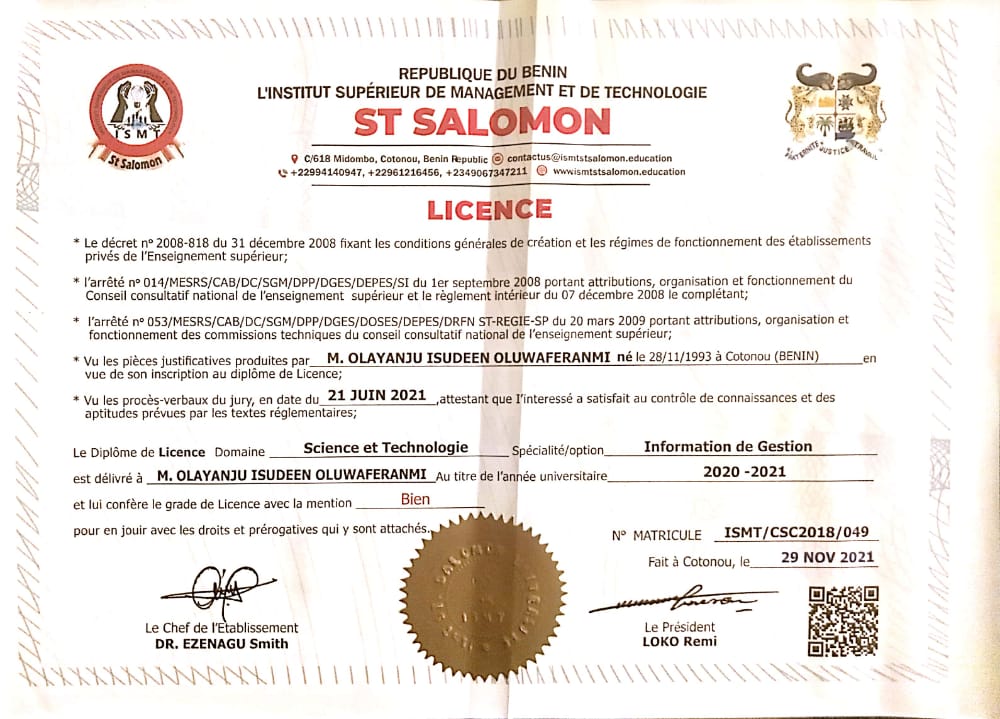 REPUBLIQUE DU BENIN
L'INSTITUT SUPÉRIEUR DE MANAGEMENT ET DE TECHNOLOGIE
ST SALOMON
ISMT
St Salomon
C/618 Midombo, Cotonou, Benin Republic contactus@ismtstsalomon.education
+22994140947, +22961216456, +2349067347211 www.ismtstsalomon.education
FRATERNITÉ JUSTICE TRAVAIL
LICENCE
* Le décret nº 2008-818 du 31 décembre 2008 fixant les conditions générales de création et les régimes de fonctionnement des établissements
privés de l'Enseignement supérieur;
* l'arrêté nº 014/MESRS/CAB/DC/SGM/DPP/DGES/DEPES/SI du 1er septembre 2008 portant attributions, organisation et fonctionnement du
Conseil consultatif national de l'enseignement supérieur et le règlement intérieur du 07 décembre 2008 le complétant;
* l'arrêté nº 053/MESRS/CAB/DC/SGM/DPP/DGES/DOSES/DEPES/DRFN ST-REGIE-SP du 20 mars 2009 portant attributions, organisation et
fonctionnement des commissions techniques du conseil consultatif national de l'enseignement supérieur;
* Vu les pièces justificatives produites par M. OLAYANJU ISUDEEN OLUWAFERANMI né le 28/11/1993 à Cotonou (BENIN) en
vue de son inscription au diplôme de Licence;
* Vu les procès-verbaux du jury, en date du 21 JUIN 2021 ,attestant que l'interessé a satisfait au contrôle de connaissances et des
aptitudes prévues par les textes réglementaires;
Le Diplôme de Licence Domaine Science et Technologie Spécialité/option Information de Gestion
est délivré à M. OLAYANJU ISUDEEN OLUWAFERANMI Au titre de l'année universitaire 2020 -2021
et lui confère le grade de Licence avec la mention Bien
pour en jouir avec les droits et prérogatives qui y sont attachés.
Nº MATRICULE ISMT/CSC2018/049
Fait à Cotonou, le 29 NOV 2021
Le Chef de l'Etablissement
DR. EZENAGU Smith
Le Président
LOKO Remi